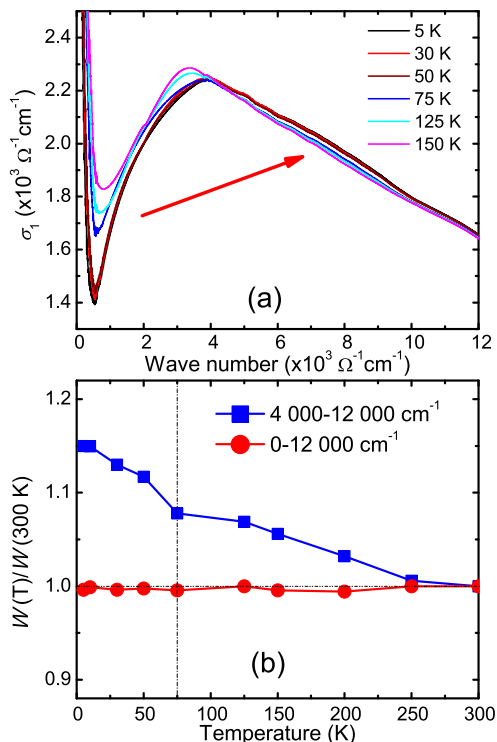 2.4
2.2
2.0
1.8
1.6
1.4
σ₁ (x10³ Ω⁻¹cm⁻¹)
5 K
30 K
50 K
75 K
125 K
150 K
(a)
0 2 4 6 8 10 12
Wave number (x10³ Ω⁻¹cm⁻¹)
1.2
1.1
1.0
0.9
W(T)/W(300 K)
4 000-12 000 cm⁻¹
0-12 000 cm⁻¹
(b)
0 50 100 150 200 250 300
Temperature (K)